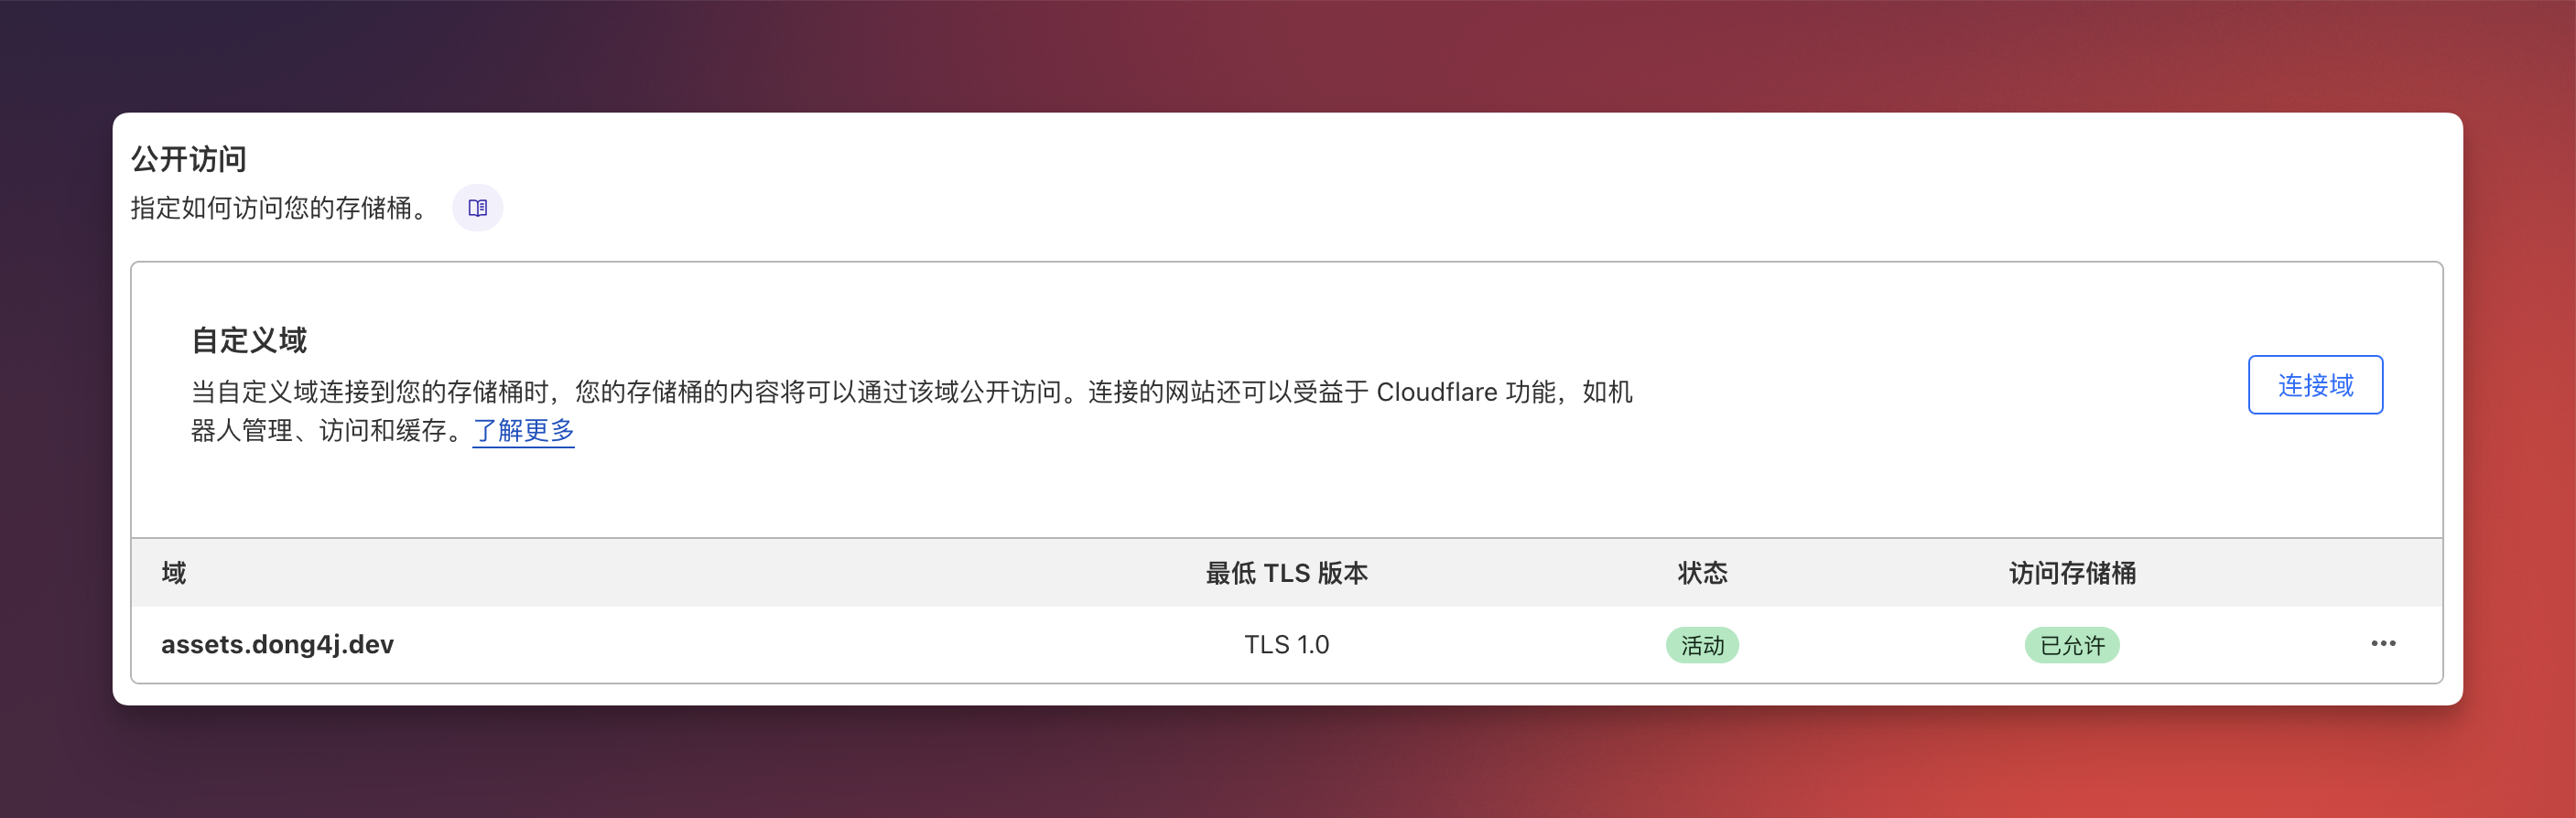 公开访问
指定如何访问您的存储桶。
自定义域
当自定义域连接到您的存储桶时，您的存储桶的内容将可以通过该域公开访问。连接的网站还可以受益于 Cloudflare 功能，如机
器人管理、访问和缓存。了解更多
连接域
域 最低 TLS 版本 状态 访问存储桶
assets.dong4j.dev TLS 1.0 活动 已允许